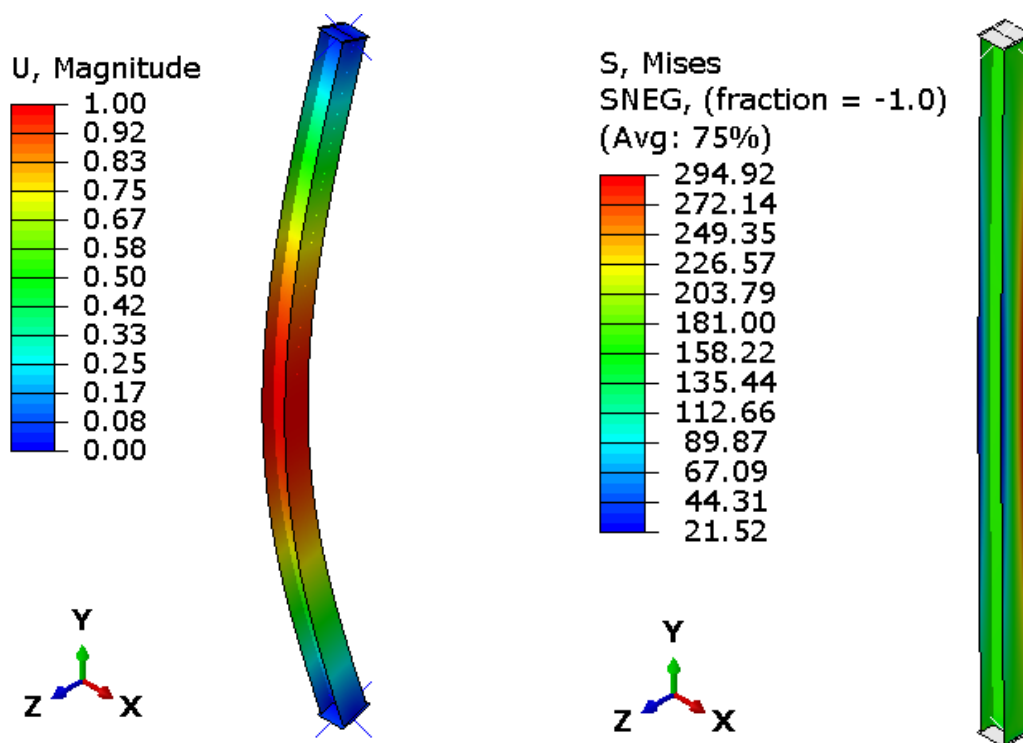 U, Magnitude
1.00
0.92
0.83
0.75
0.67
0.58
0.50
0.42
0.33
0.25
0.17
0.08
0.00
Y
Z
X
S, Mises
SNEG, (fraction = -1.0)
(Avg: 75%)
294.92
272.14
249.35
226.57
203.79
181.00
158.22
135.44
112.66
89.87
67.09
44.31
21.52
Y
Z
X